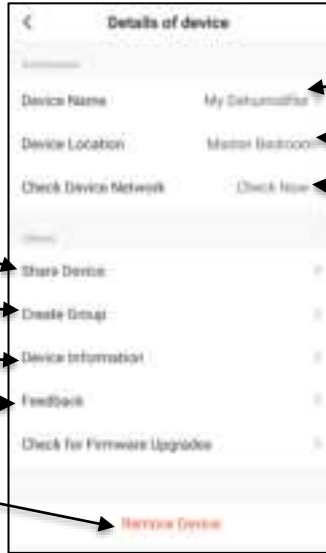 Details of device
Device Name My Dehumidifier
Device Location Master Bedroom
Check Device Network Check Now
Share Device
Create Group
Device Information
Feedback
Check for Firmware Upgrades
Remove Device